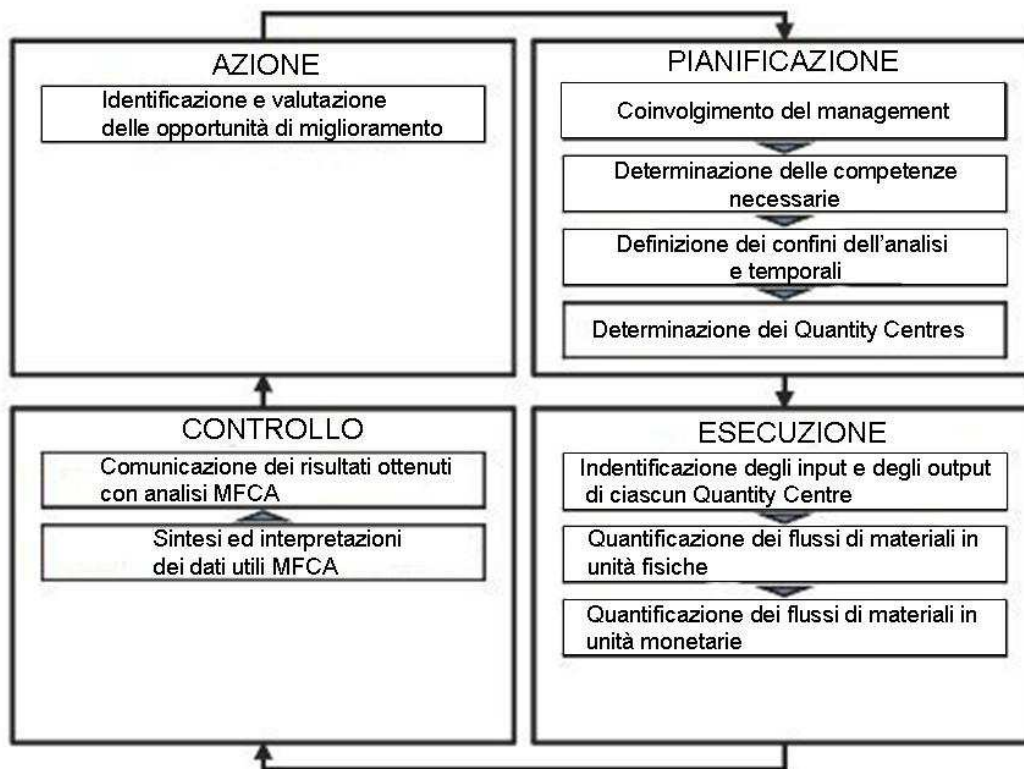 AZIONE
Identificazione e valutazione
delle opportunità di miglioramento
PIANIFICAZIONE
Coinvolgimento del management
Determinazione delle competenze
necessarie
Definizione dei confini dell'analisi
e temporali
Determinazione dei Quantity Centres
CONTROLLO
Comunicazione dei risultati ottenuti
con analisi MFCA
Sintesi ed interpretazioni
dei dati utili MFCA
ESECUZIONE
Indentificazione degli input e degli output
di ciascun Quantity Centre
Quantificazione dei flussi di materiali in
unità fisiche
Quantificazione dei flussi di materiali in
unità monetarie